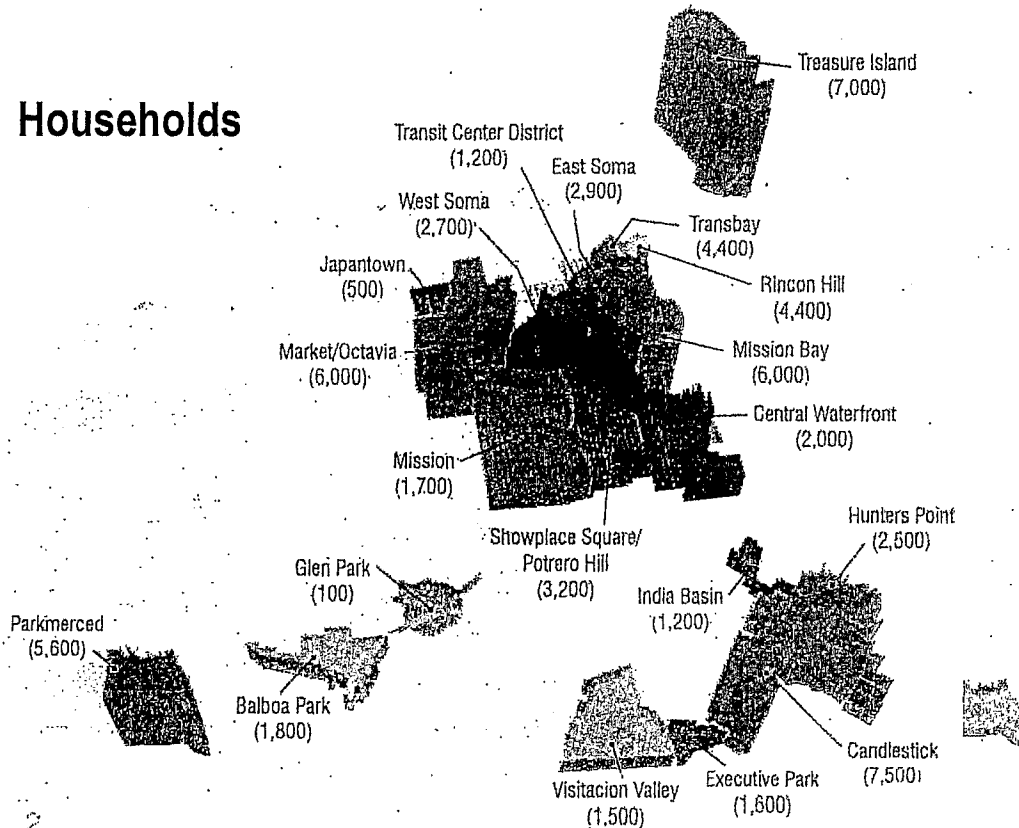 Households
Treasure Island
(7,000)
Transit Center District
(1,200)
East Soma
(2,900)
West Soma
(2,700)
Transbay
(4,400)
Japantown
(500)
Rincon Hill
(4,400)
Market/Octavia
(6,000)
Mission Bay
(6,000)
Central Waterfront
(2,000)
Mission
(1,700)
Showplace Square/
Potrero Hill
(3,200)
Hunters Point
(2,500)
Glen Park
(100)
India Basin
(1,200)
Parkmerced
(5,600)
Balboa Park
(1,800)
Candlestick
(7,500)
Executive Park
(1,600)
Visitacion Valley
(1,500)